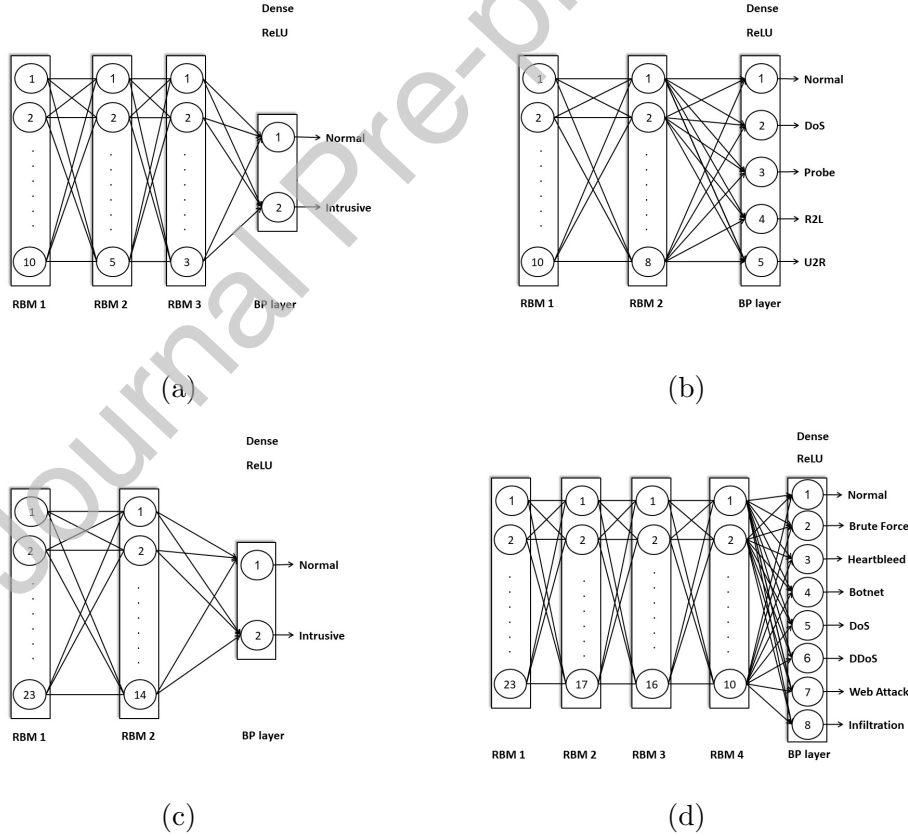 Dense
ReLU
1 1 1
2 2 2 1 Normal
2 Intrusive
10 5 3
RBM 1 RBM 2 RBM 3 BP layer
(a)
Dense
ReLU
1 1 1 Normal
2 2 2 DoS
3 Probe
4 R2L
10 8 5 U2R
RBM 1 RBM 2 BP layer
(b)
Dense
ReLU
1 1
2 2 1 Normal
2 Intrusive
23 14
RBM 1 RBM 2 BP layer
(c)
Dense
ReLU
1 1 1 1 1 Normal
2 2 2 2 2 Brute Force
3 Heartbleed
4 Botnet
5 DoS
6 DDoS
23 17 16 10 7 Web Attack
8 Infiltration
RBM 1 RBM 2 RBM 3 RBM 4 BP layer
(d)
Journal Pre-pr